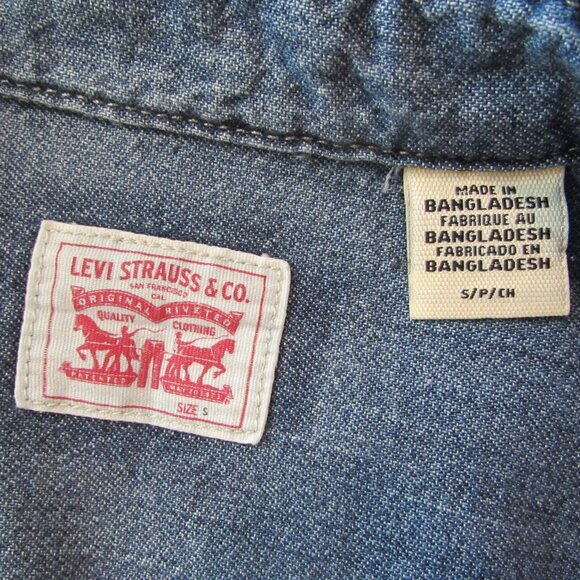 LEVI STRAUSS & CO.
SAN FRANCISCO
CAL.
ORIGINAL RIVETED
QUALITY CLOTHING
PATENTED
SIZE S
MADE IN
BANGLADESH
FABRIQUE AU
BANGLADESH
FABRICADO EN
BANGLADESH
S/P/CH